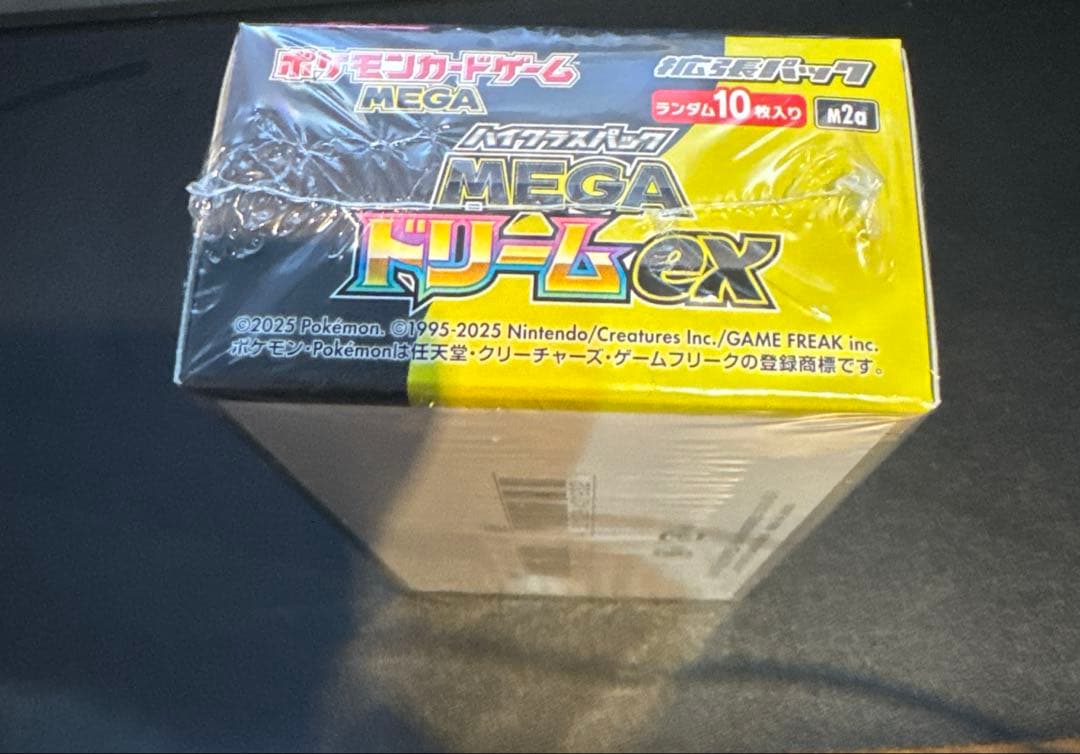 ポケモンカードゲーム
MEGA
拡張パック
ランダム10枚入り
M2a
ハイクラスパック
MEGA
ドリームex
©2025 Pokémon. ©1995-2025 Nintendo/Creatures Inc./GAME FREAK inc.
ポケモン・Pokémonは任天堂・クリーチャーズ・ゲームフリークの登録商標です。